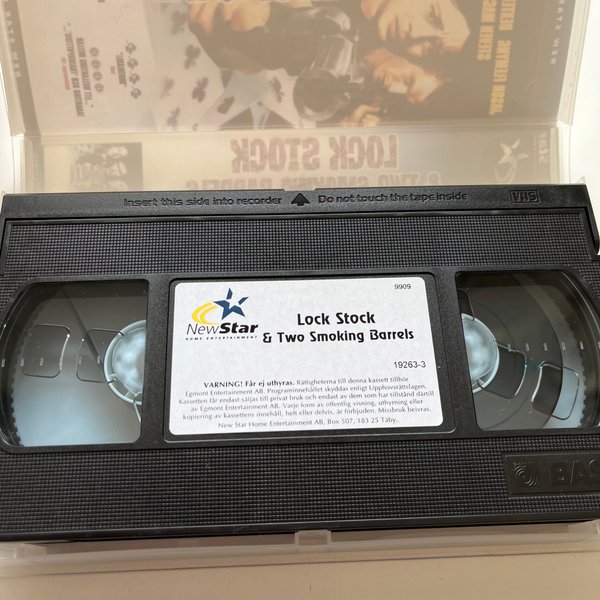 LOCK STOCK
Insert this side into recorder
Do not touch the tape inside
VHS
9909
NewStar
HOME ENTERTAINMENT
Lock Stock
& Two Smoking Barrels
19263-3
VARNING! Får ej uthyras. Rättigheterna till denna kassett tillhör
Egmont Entertainment AB. Programinnehållet skyddas enligt Upphovsrättslagen.
Kassetten får endast säljas till privat bruk och endast av dem som har tillstånd därtill
av Egmont Entertainment AB. Varje form av offentlig visning, uthyrning eller
kopiering av kassettens innehåll, helt eller delvis, är förbjuden. Missbruk beivras.
New Star Home Entertainment AB, Box 507, 183 25 Täby.
BAS